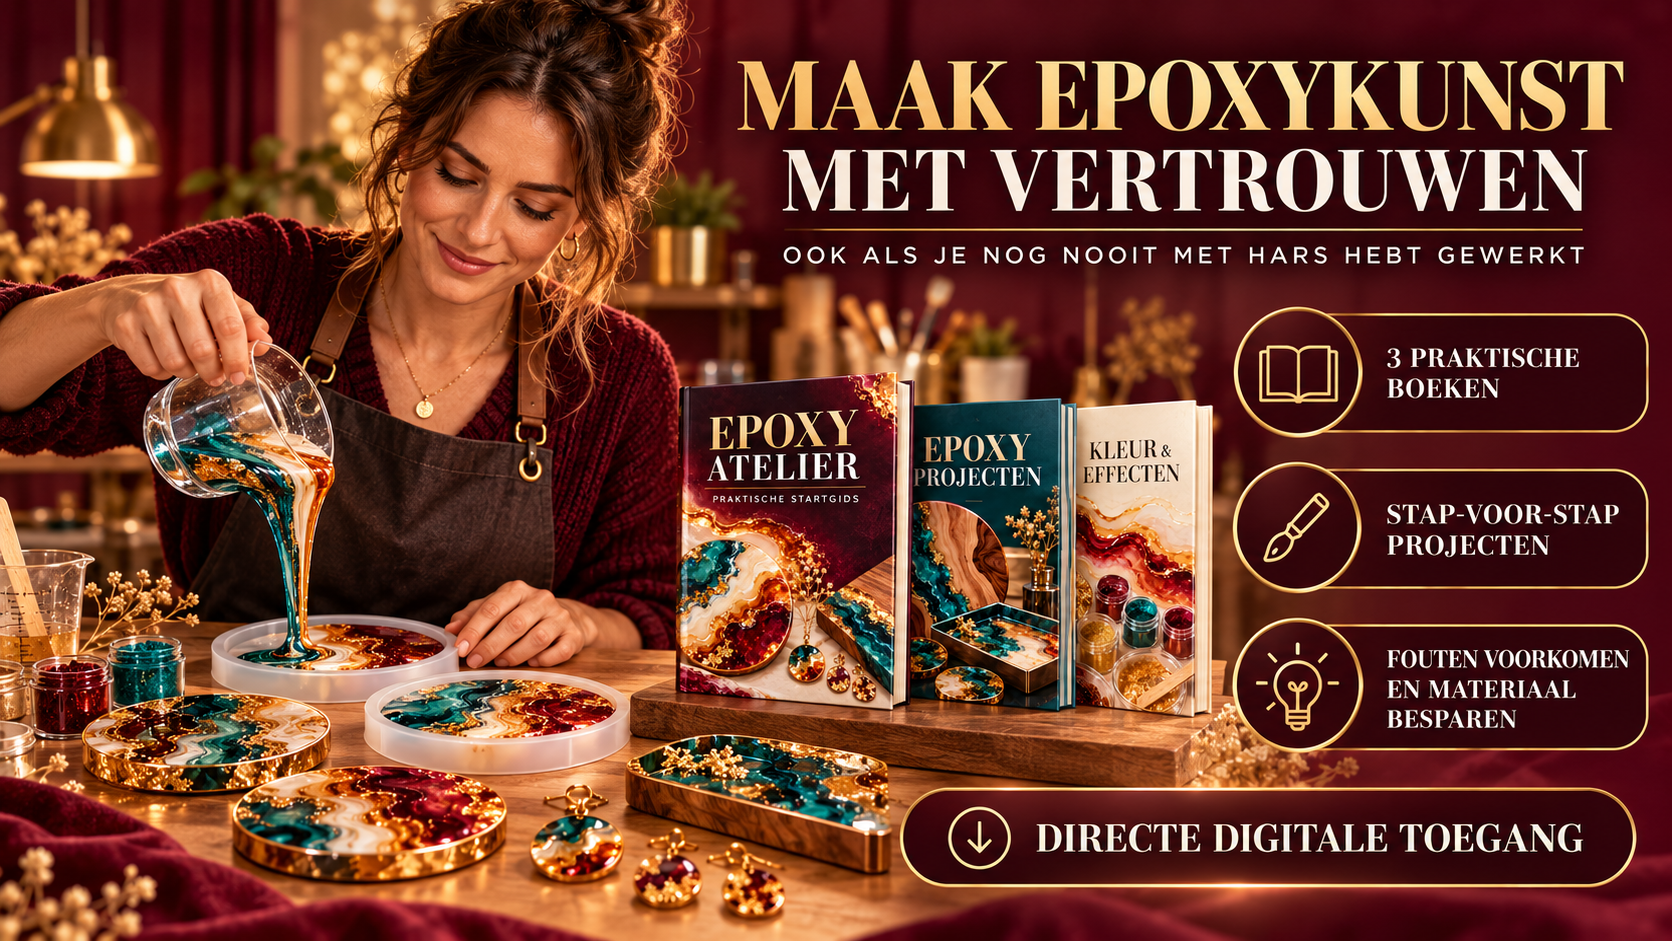 MAAK EPOXYKUNST
MET VERTROUWEN
OOK ALS JE NOG NOOIT MET HARS HEBT GEWERKT
3 PRAKTISCHE
BOEKEN
STAP-VOOR-STAP
PROJECTEN
FOUTEN VOORKOMEN
EN MATERIAAL
BESPAREN
EPOXY
ATELIER
PRAKTISCHE STARTGIDS
EPOXY
PROJECTEN
KLEUR &
EFFECTEN
DIRECTE DIGITALE TOEGANG